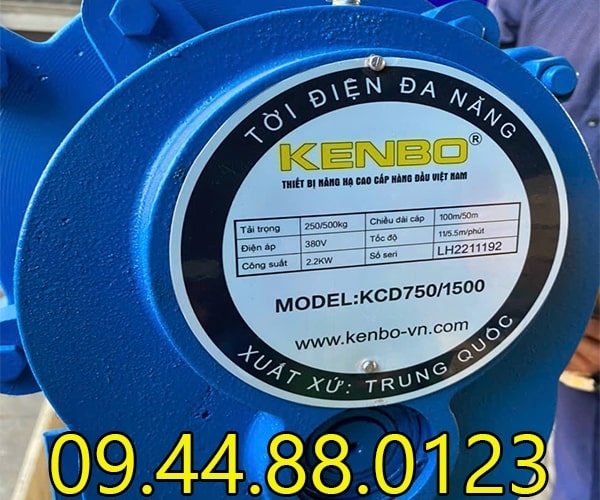 TỜI ĐIỆN ĐA NĂNG
KENBO®
THIẾT BỊ NÂNG HẠ CAO CẤP HÀNG ĐẦU VIỆT NAM
Tải trọng 250/500kg Chiều dài cáp 100m/50m
Điện áp 380V Tốc độ 11/5.5m/phút
Công suất 2.2KW Số seri LH2211192
MODEL:KCD750/1500
www.kenbo-vn.com
XUẤT XỨ: TRUNG QUỐC
09.44.88.0123